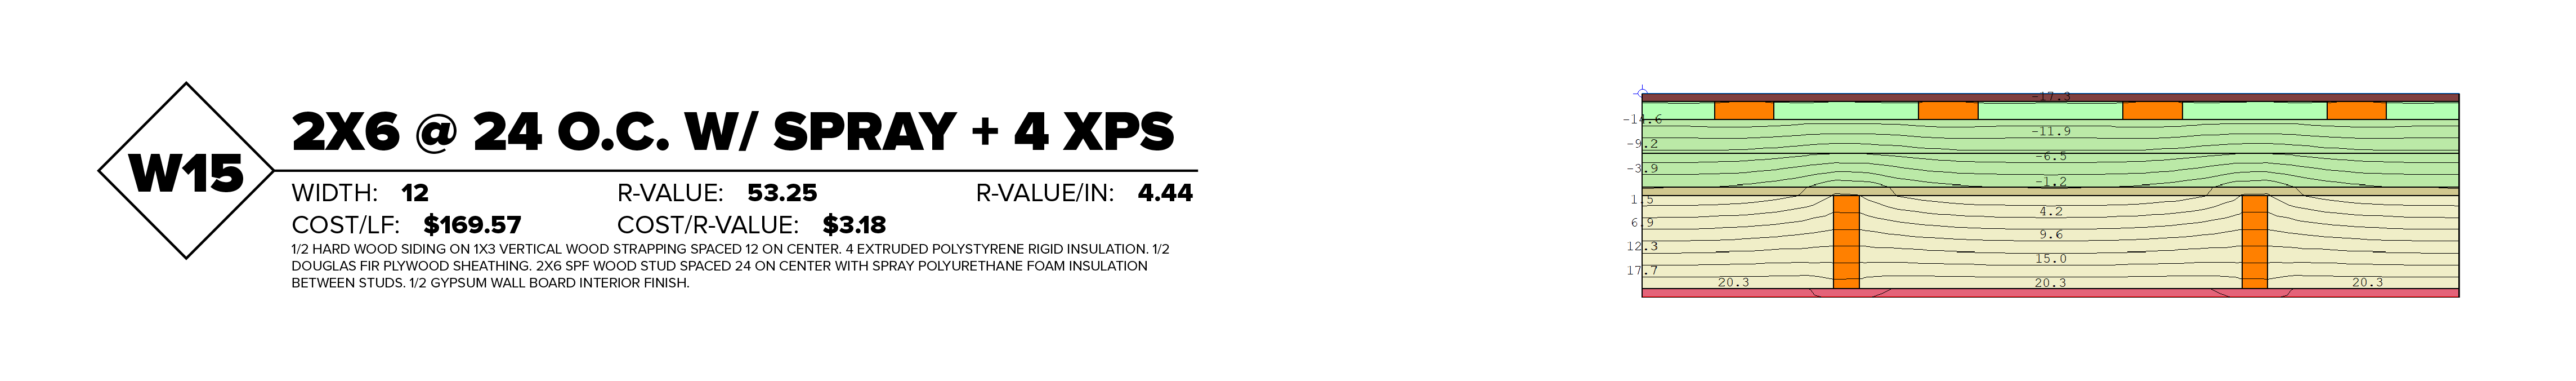 W15
2X6 @ 24 O.C. W/ SPRAY + 4 XPS
WIDTH: 12 R-VALUE: 53.25 R-VALUE/IN: 4.44
COST/LF: $169.57 COST/R-VALUE: $3.18
1/2 HARD WOOD SIDING ON 1X3 VERTICAL WOOD STRAPPING SPACED 12 ON CENTER. 4 EXTRUDED POLYSTYRENE RIGID INSULATION. 1/2
DOUGLAS FIR PLYWOOD SHEATHING. 2X6 SPF WOOD STUD SPACED 24 ON CENTER WITH SPRAY POLYURETHANE FOAM INSULATION
BETWEEN STUDS. 1/2 GYPSUM WALL BOARD INTERIOR FINISH.
-17.3
-14.6
-11.9
-9.2
-6.5
-3.9
-1.2
1.5
4.2
6.9
9.6
12.3
15.0
17.7
20.3 20.3 20.3